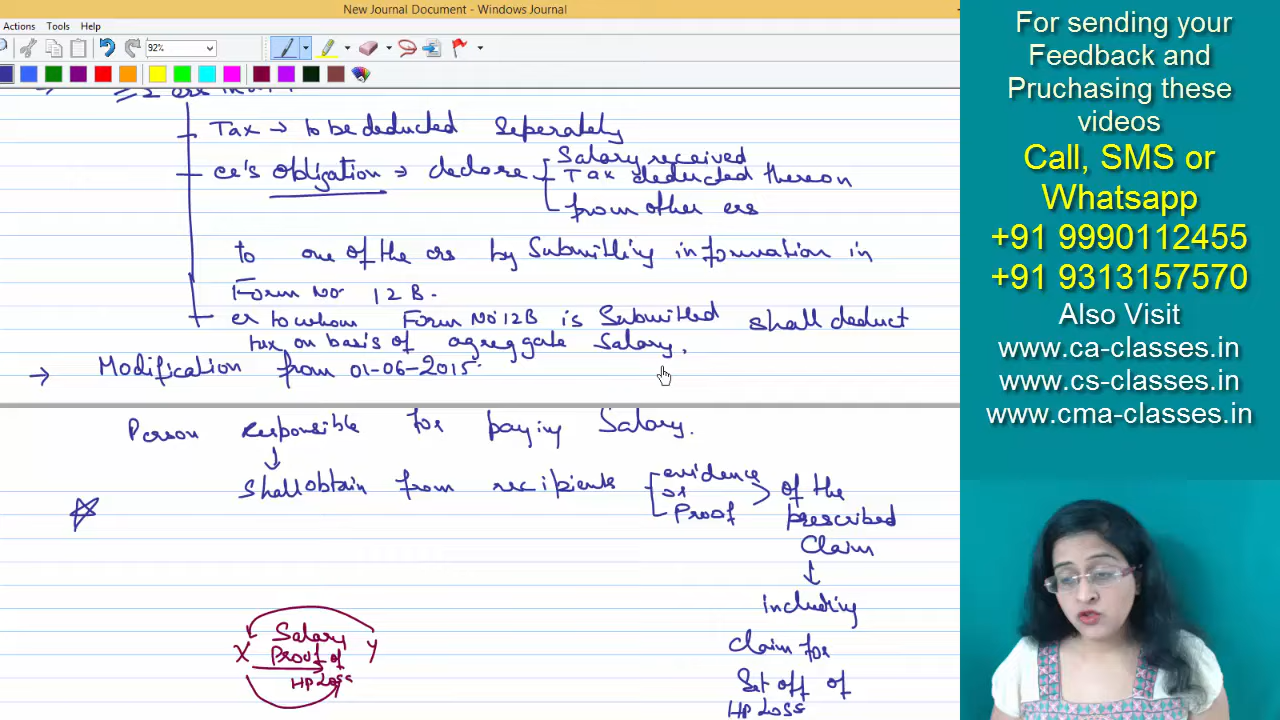 New Journal Document - Windows Journal
Actions Tools Help
92%
Tax → to be deducted Seperately
ee's obligation → declare
Salary received
Tax deducted thereon
from other ers
to one of the ers by Submitting information in
Form No 12B.
er to whom Form No 12B is Submitted shall deduct
tax on basis of agreggate Salary.
→ Modification from 01-06-2015.
Person responsible for paying Salary.
Shall obtain from recipients
evidence
or
Proof
of the
prescribed
Claim
including
Claim for
Set off of
HP Loss
Salary
X Proof of Y
HP Loss
For sending your
Feedback and
Pruchasing these
videos
Call, SMS or
Whatsapp
+91 9990112455
+91 9313157570
Also Visit
www.ca-classes.in
www.cs-classes.in
www.cma-classes.in